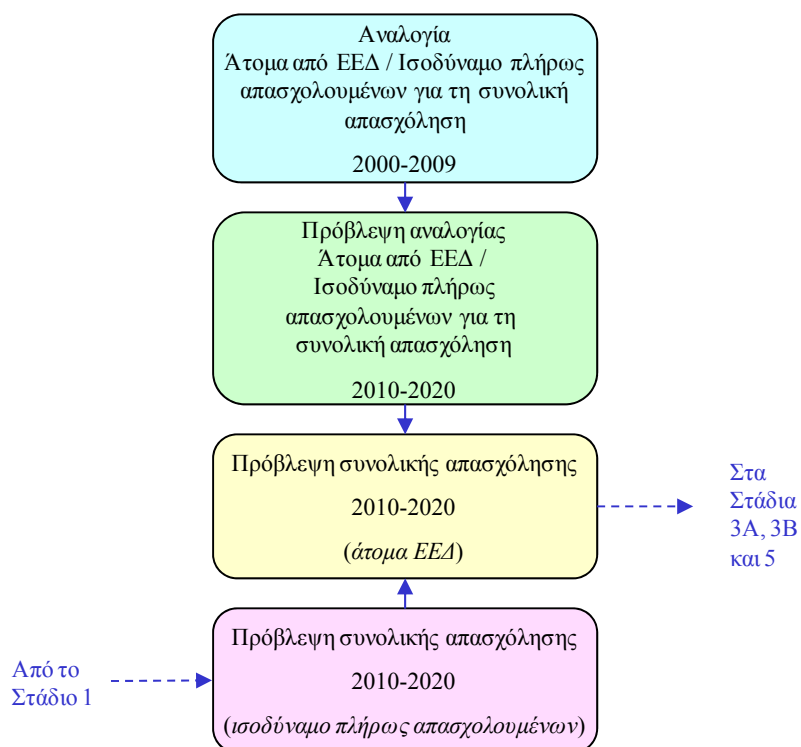 Αναλογία
Άτομα από ΕΕΔ / Ισοδύναμο πλήρως
απασχολουμένων για τη συνολική
απασχόληση
2000-2009
Πρόβλεψη αναλογίας
Άτομα από ΕΕΔ /
Ισοδύναμο πλήρως
απασχολουμένων για τη
συνολική απασχόληση
2010-2020
Πρόβλεψη συνολικής απασχόλησης
2010-2020
(άτομα ΕΕΔ)
Στα
Στάδια
3Α, 3Β
και 5
Πρόβλεψη συνολικής απασχόλησης
2010-2020
(ισοδύναμο πλήρως απασχολουμένων)
Από το
Στάδιο 1